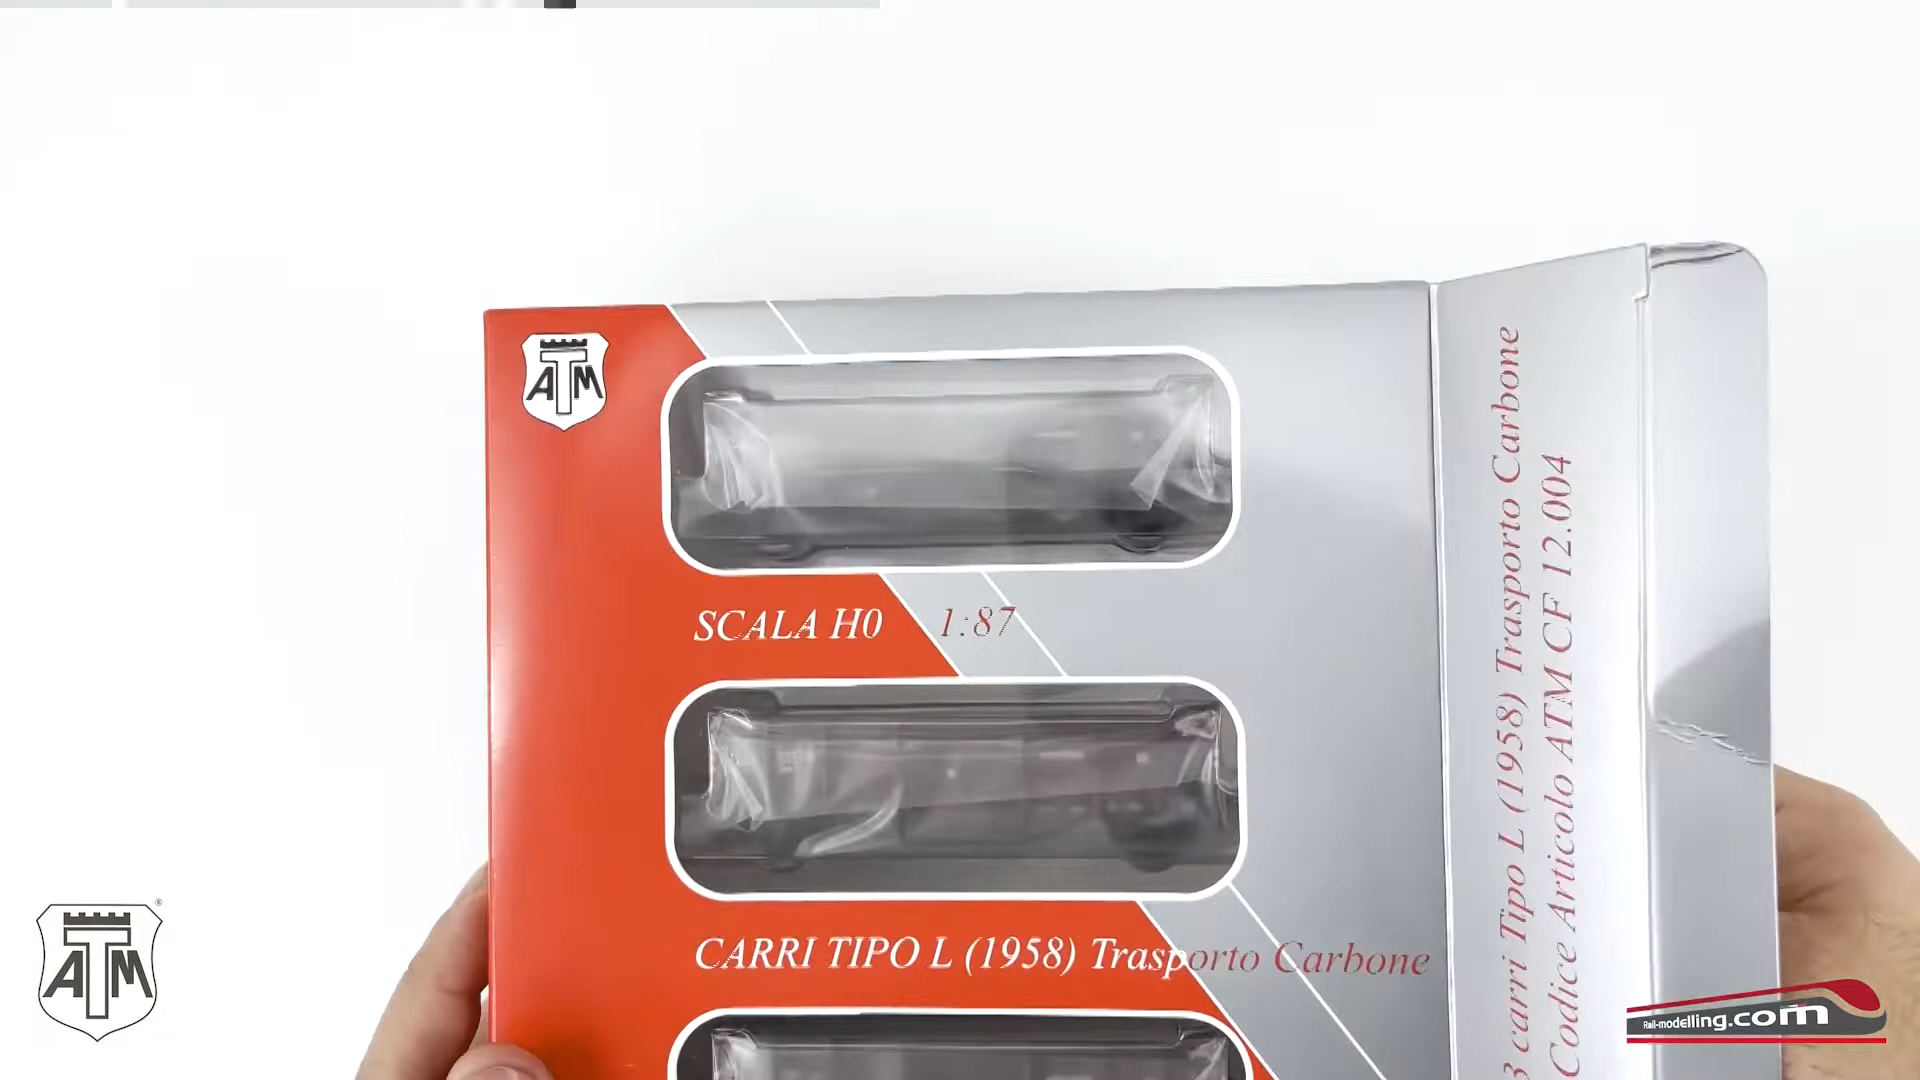 ATM
SCALA H0 1:87
CARRI TIPO L (1958) Trasporto Carbone
3 carri Tipo L (1958) Trasporto Carbone
Codice Articolo ATM CF 12.004
ATM ®
Rail-modelling.com